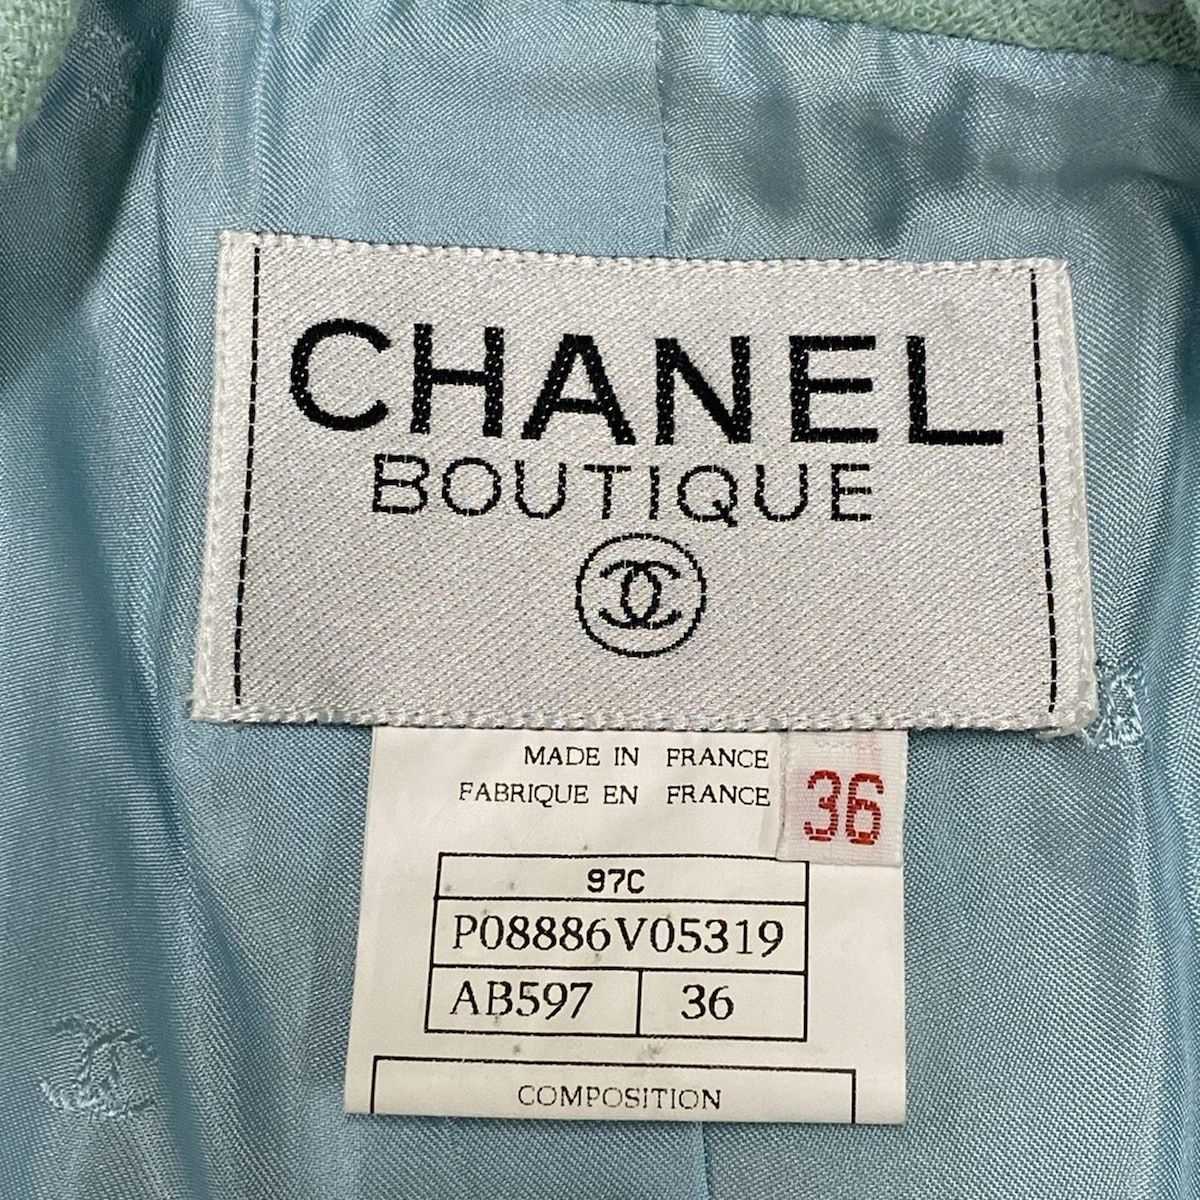 CHANEL
BOUTIQUE
MADE IN FRANCE
FABRIQUE EN FRANCE
36
97C
P08886V05319
AB597 36
COMPOSITION